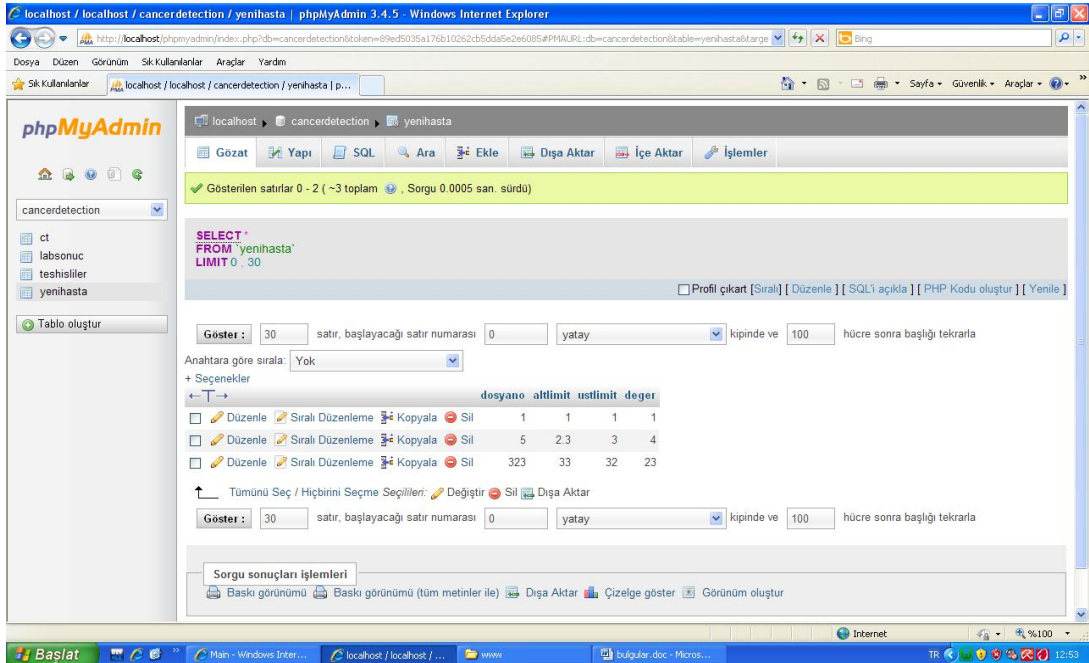 localhost / localhost / cancerdetection / yenihasta | phpMyAdmin 3.4.5 - Windows Internet Explorer
http://localhost/phpmyadmin/index.php?db=cancerdetection&token=89ed5035a176b10262cb5dda5e2e6085#PMAURL:db=cancerdetection&table=yenihasta&targe
Bing
Dosya Düzen Görünüm Sık Kullanılanlar Araçlar Yardım
Sık Kullanılanlar localhost / localhost / cancerdetection / yenihasta | p... Sayfa Güvenlik Araçlar
phpMyAdmin
cancerdetection
ct
labsonuc
teshisliler
yenihasta
Tablo oluştur
localhost cancerdetection yenihasta
Gözat Yapı SQL Ara Ekle Dışa Aktar İçe Aktar İşlemler
Gösterilen satırlar 0 - 2 ( ~3 toplam , Sorgu 0.0005 san. sürdü)
SELECT *
FROM `yenihasta`
LIMIT 0 , 30
Profil çıkart [Sıralı] [ Düzenle ] [ SQL'i açıkla ] [ PHP Kodu oluştur ] [ Yenile ]
Göster : 30 satır, başlayacağı satır numarası 0 yatay kipinde ve 100 hücre sonra başlığı tekrarla
Anahtara göre sırala: Yok
+ Seçenekler
←T→ dosyano altlimit ustlimit deger
Düzenle Sıralı Düzenleme Kopyala Sil 1 1 1 1
Düzenle Sıralı Düzenleme Kopyala Sil 5 2.3 3 4
Düzenle Sıralı Düzenleme Kopyala Sil 323 33 32 23
Tümünü Seç / Hiçbirini Seçme Seçilileri: Değiştir Sil Dışa Aktar
Göster : 30 satır, başlayacağı satır numarası 0 yatay kipinde ve 100 hücre sonra başlığı tekrarla
Sorgu sonuçları işlemleri
Baskı görünümü Baskı görünümü (tüm metinler ile) Dışa Aktar Çizelge göster Görünüm oluştur
Internet %100
Başlat Main - Windows Inter... localhost / localhost / ... www bulgular.doc - Micros... TR 12:53